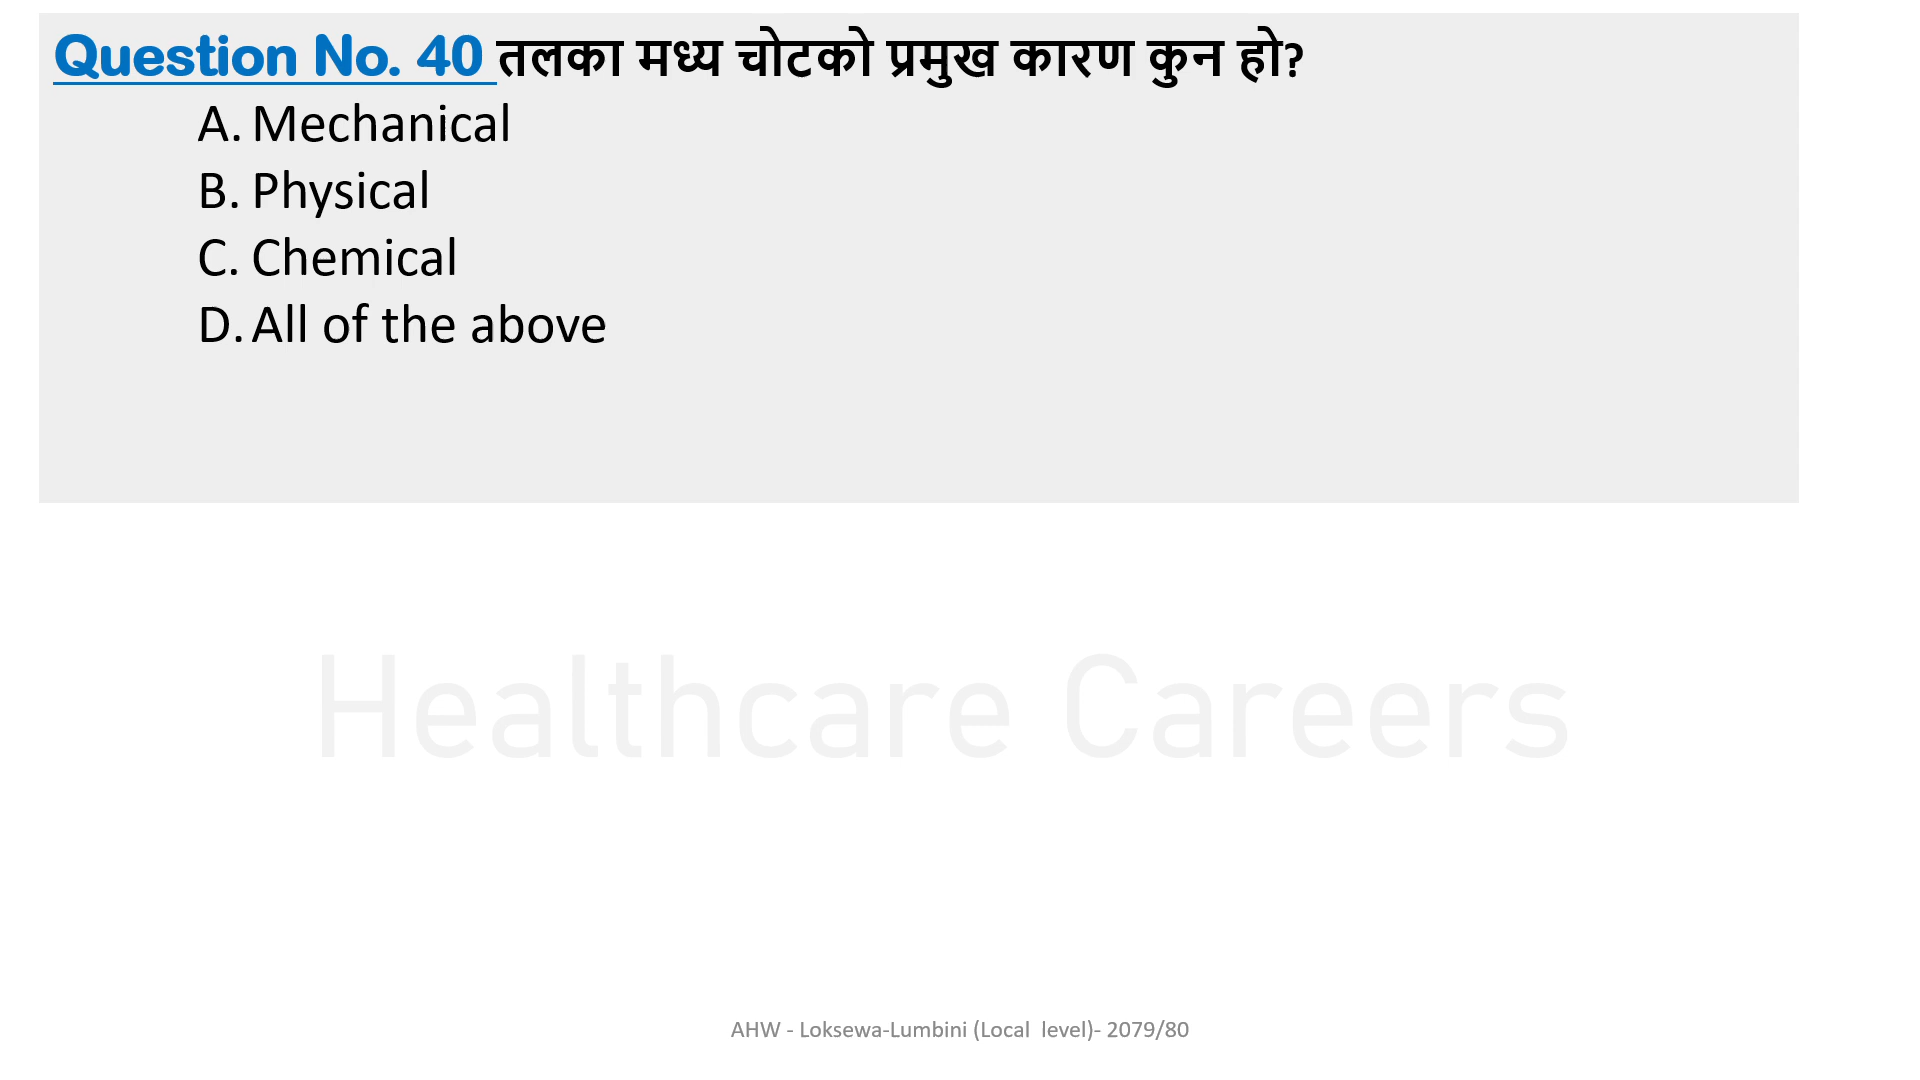 Question No. 40 तलका मध्य चोटको प्रमुख कारण कुन हो?
A. Mechanical
B. Physical
C. Chemical
D. All of the above
Healthcare Careers
AHW - Loksewa-Lumbini (Local level)- 2079/80